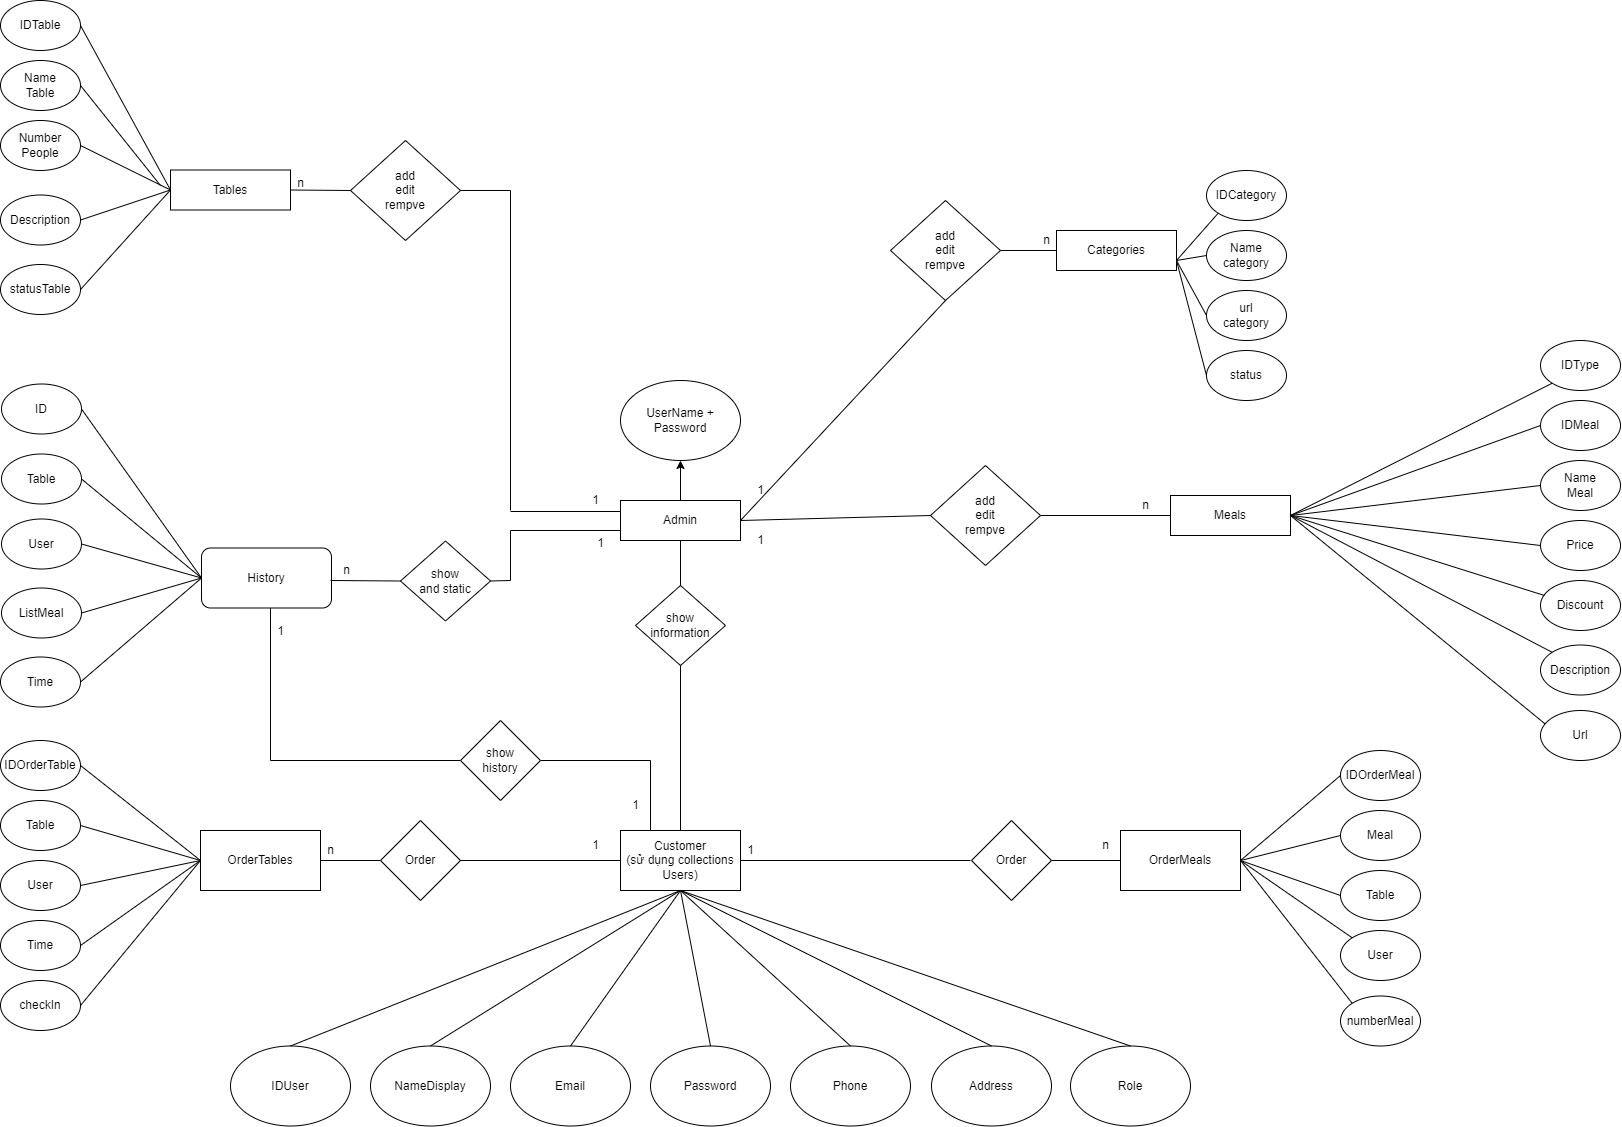 IDTable
Name
Table
Number
People
Description
statusTable
Tables
n
add
edit
rempve
add
edit
rempve
n
Categories
IDCategory
Name
category
url
category
status
UserName +
Password
1
1
Admin
1
1
add
edit
rempve
n
Meals
IDType
IDMeal
Name
Meal
Price
Discount
Description
Url
ID
Table
User
ListMeal
Time
History
n
show
and static
1
show
information
show
history
1
IDOrderTable
Table
User
Time
checkIn
OrderTables
n
Order
1
Customer
(sử dụng collections
Users)
1
Order
n
OrderMeals
IDOrderMeal
Meal
Table
User
numberMeal
IDUser
NameDisplay
Email
Password
Phone
Address
Role